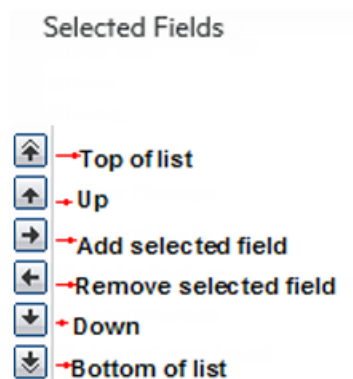 Selected Fields
Top of list
Up
Add selected field
Remove selected field
Down
Bottom of list